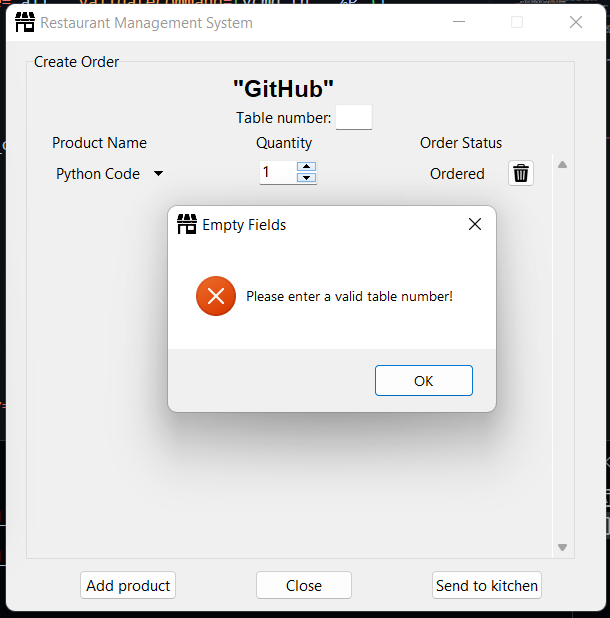 Restaurant Management System
Create Order
"GitHub"
Table number:
Product Name Quantity Order Status
Python Code 1 Ordered
Empty Fields
Please enter a valid table number!
OK
Add product Close Send to kitchen